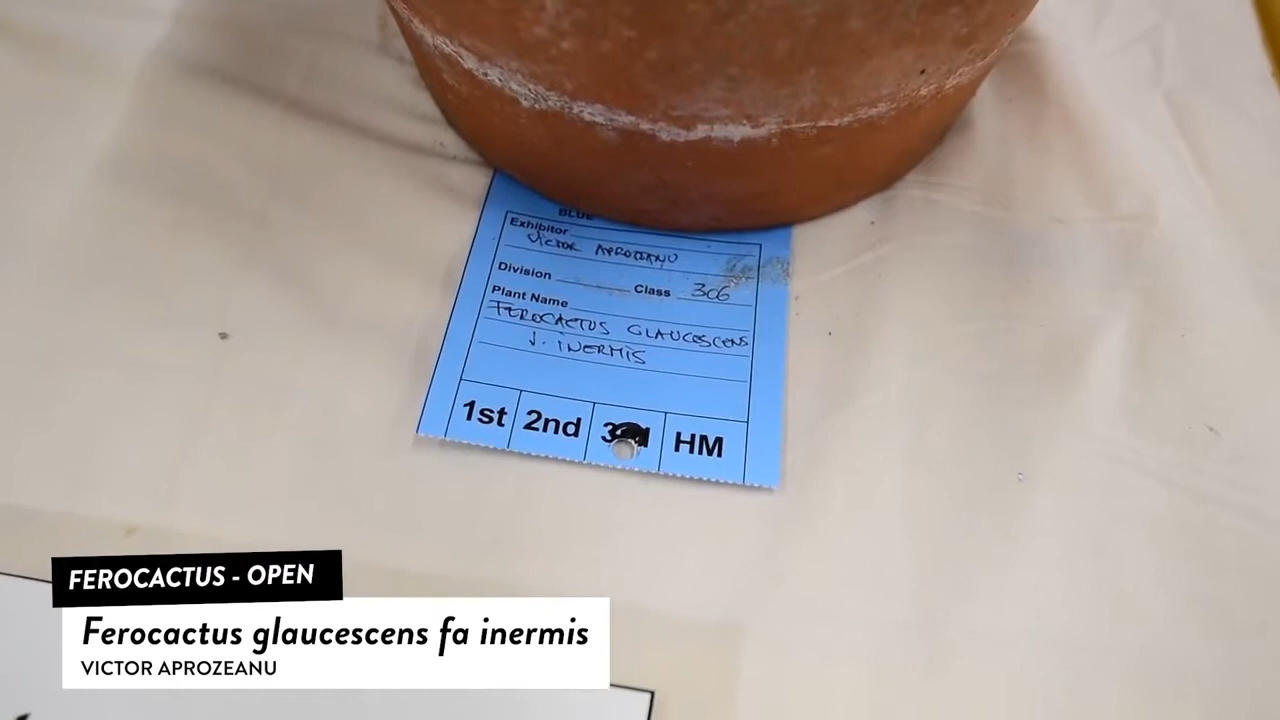 BLUE
Exhibitor VICTOR APROZEANU
Division Class 306
Plant Name
FEROCACTUS GLAUCESCENS
f. INERMIS
1st 2nd 3rd HM
FEROCACTUS - OPEN
Ferocactus glaucescens fa inermis
VICTOR APROZEANU